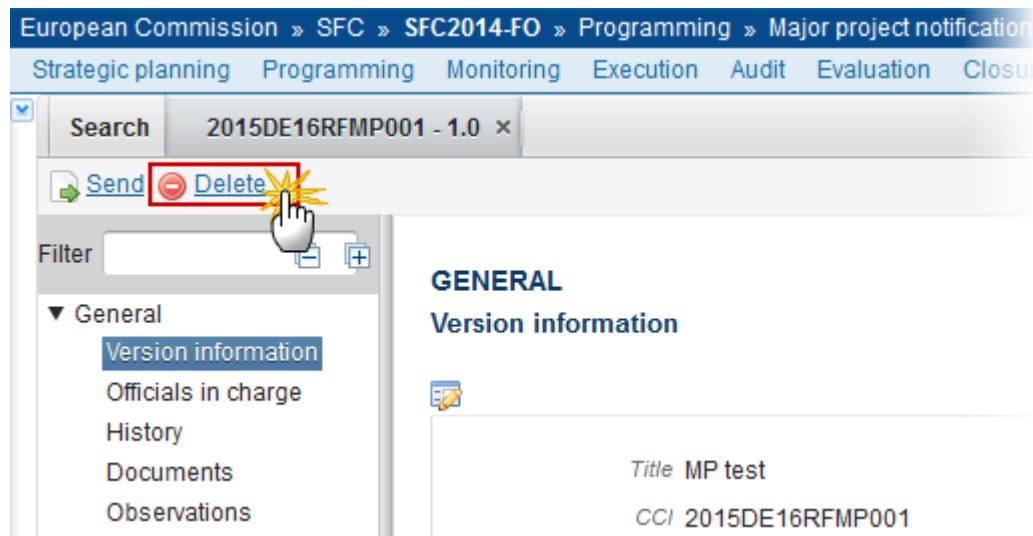 European Commission » SFC » SFC2014-FO » Programming » Major project notification
Strategic planning Programming Monitoring Execution Audit Evaluation
Search 2015DE16RFMP001 - 1.0 ×
Send Delete
Filter
GENERAL
▼ General
Version information
Version information
Officials in charge
History
Documents
Title MP test
Observations
CCI 2015DE16RFMP001